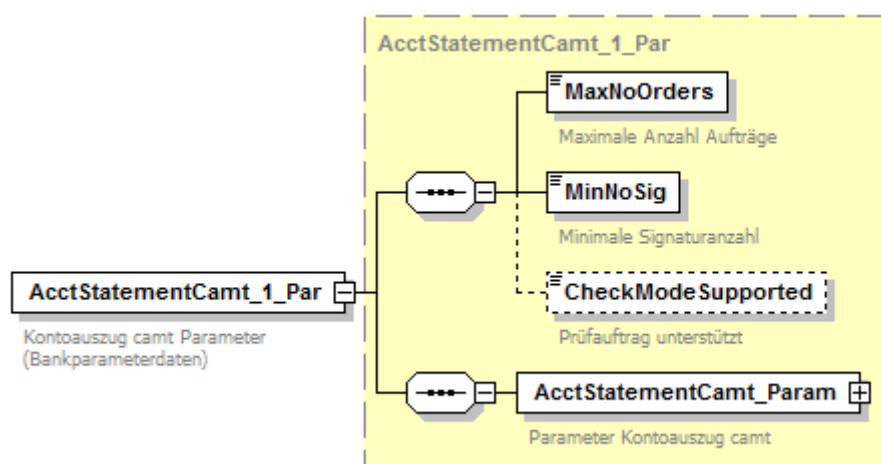 AcctStatementCamt_1_Par
MaxNoOrders
Maximale Anzahl Aufträge
MinNoSig
Minimale Signaturanzahl
AcctStatementCamt_1_Par
CheckModeSupported
Kontoauszug camt Parameter
(Bankparameterdaten)
Prüfauftrag unterstützt
AcctStatementCamt_Param
Parameter Kontoauszug camt